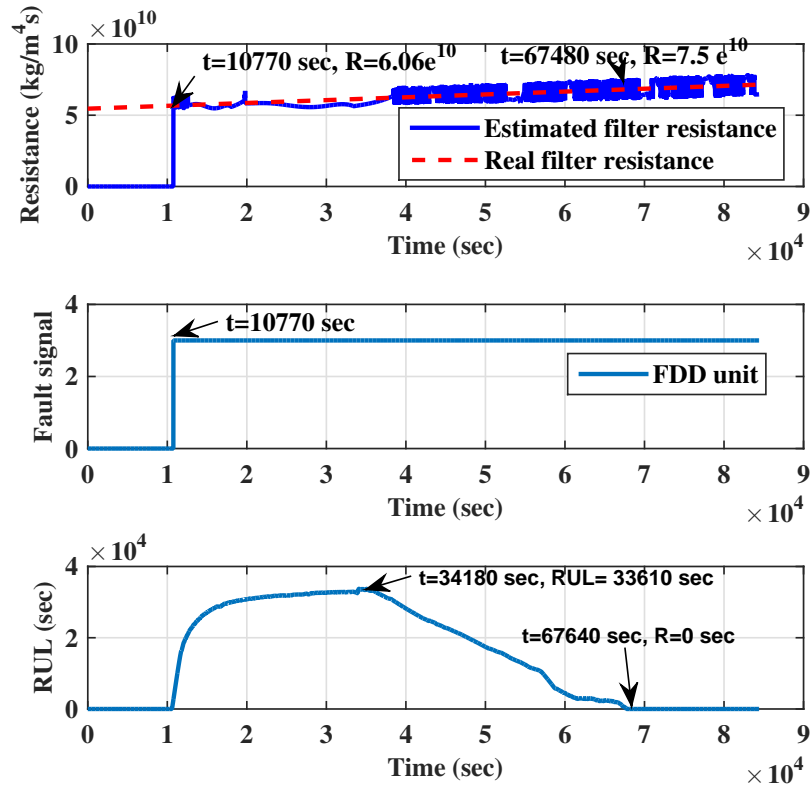 × 10^10
10
t=10770 sec, R=6.06e^10
t=67480 sec, R=7.5 e^10
5
0
Resistance (kg/m^4 s)
Estimated filter resistance
Real filter resistance
0 1 2 3 4 5 6 7 8 9
Time (sec)
× 10^4
4
t=10770 sec
2
0
Fault signal
FDD unit
0 1 2 3 4 5 6 7 8 9
Time (sec)
× 10^4
× 10^4
4
t=34180 sec, RUL= 33610 sec
2
t=67640 sec, R=0 sec
0
RUL (sec)
0 1 2 3 4 5 6 7 8 9
Time (sec)
× 10^4